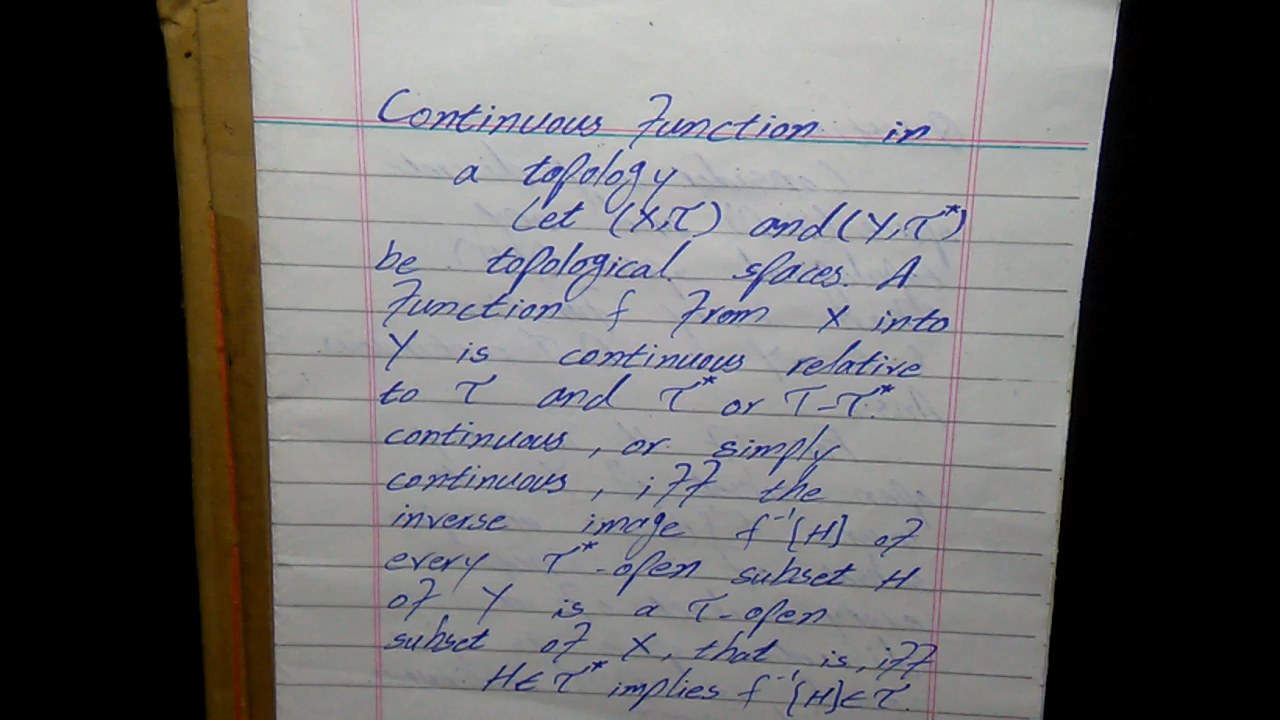 Continuous Function in
a topology
Let (X,τ) and (Y,τ*)
be topological spaces. A
Function f From X into
Y is continuous relative
to τ and τ* or τ-τ*
continuous, or simply
continuous, iff the
inverse image f⁻¹[H] of
every τ*-open subset H
of Y is a τ-open
subset of X, that is, iff
H∈τ* implies f⁻¹[H]∈τ.